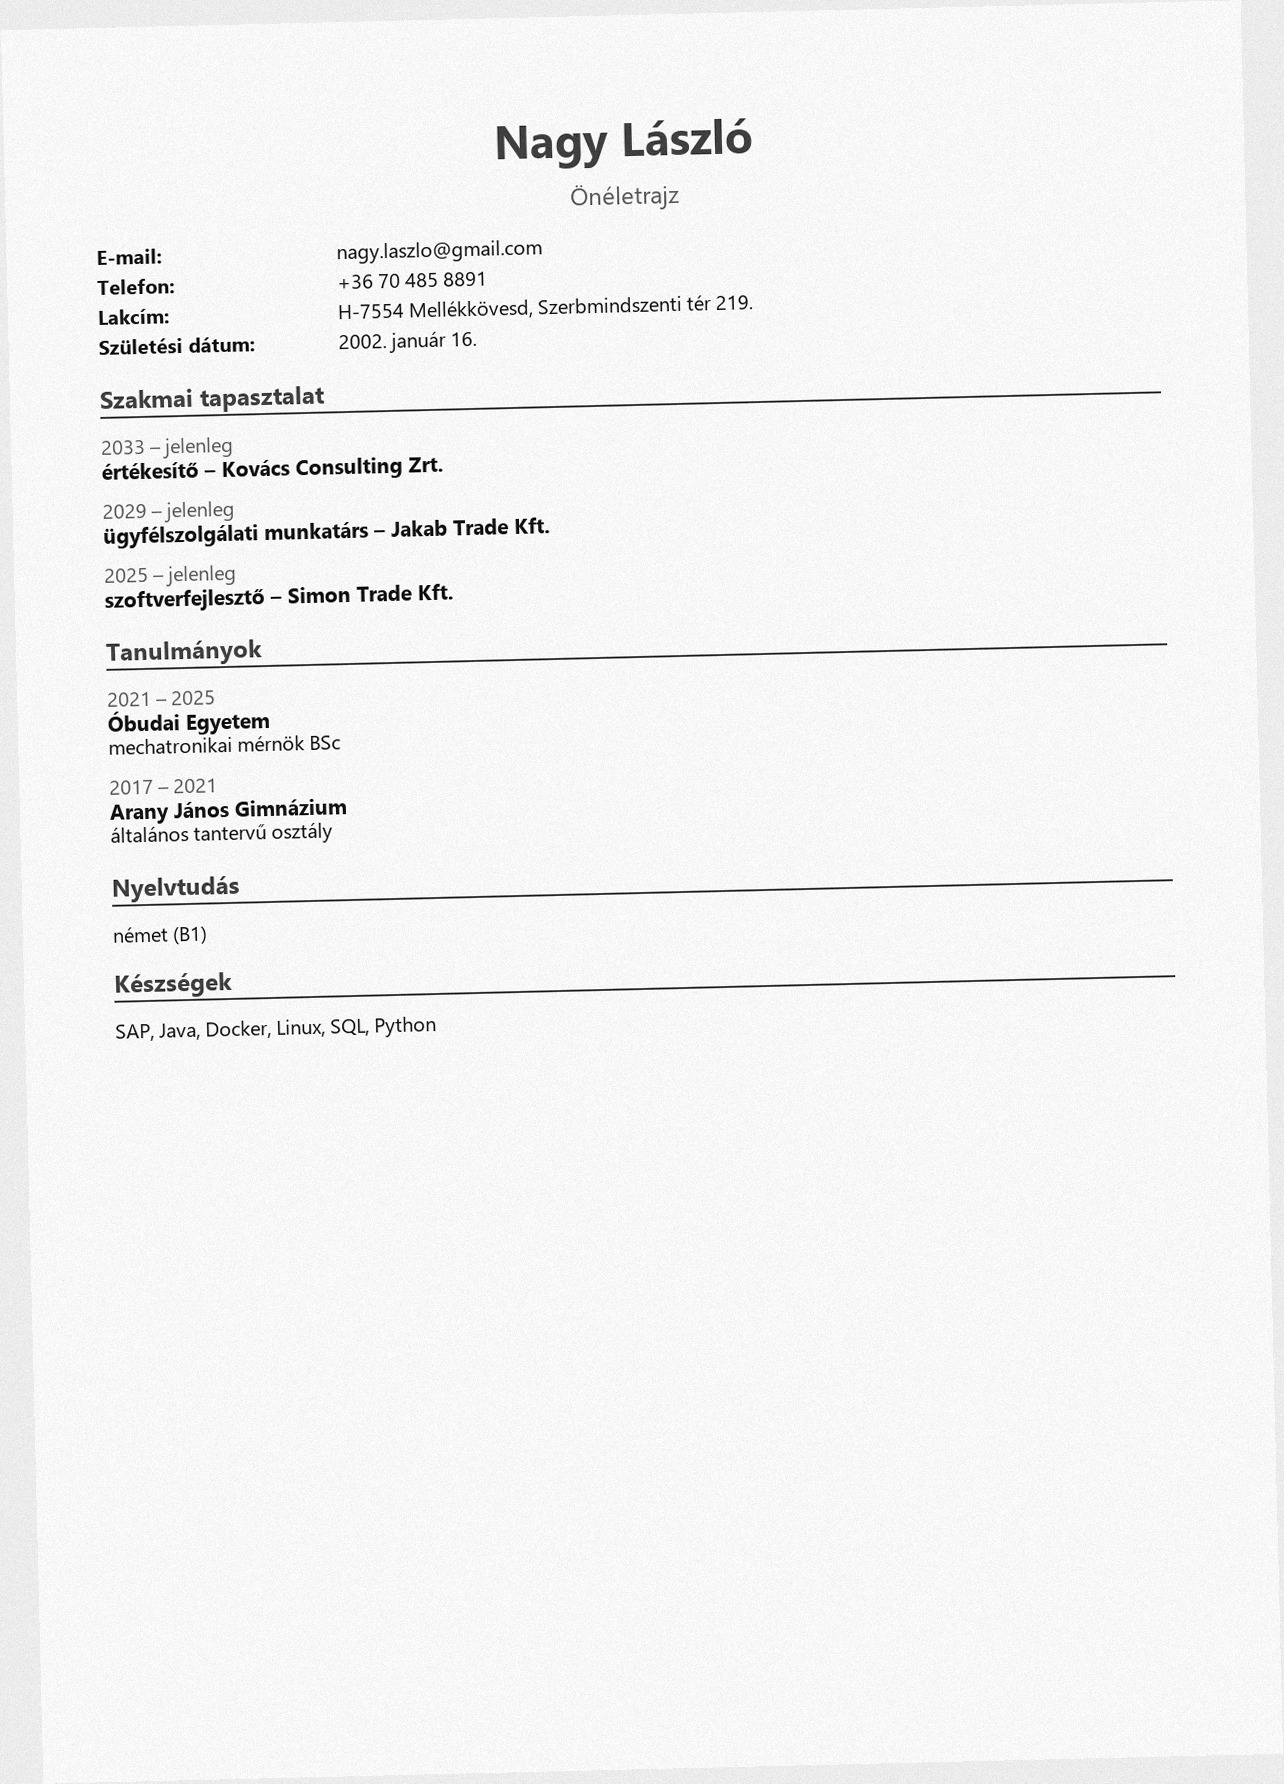 Nagy László
Önéletrajz
E-mail: nagy.laszlo@gmail.com
Telefon: +36 70 485 8891
Lakcím: H-7554 Mellékkövesd, Szerbmindszenti tér 219.
Születési dátum: 2002. január 16.
Szakmai tapasztalat
2033 – jelenleg
értékesítő – Kovács Consulting Zrt.
2029 – jelenleg
ügyfélszolgálati munkatárs – Jakab Trade Kft.
2025 – jelenleg
szoftverfejlesztő – Simon Trade Kft.
Tanulmányok
2021 – 2025
Óbudai Egyetem
mechatronikai mérnök BSc
2017 – 2021
Arany János Gimnázium
általános tantervű osztály
Nyelvtudás
német (B1)
Készségek
SAP, Java, Docker, Linux, SQL, Python